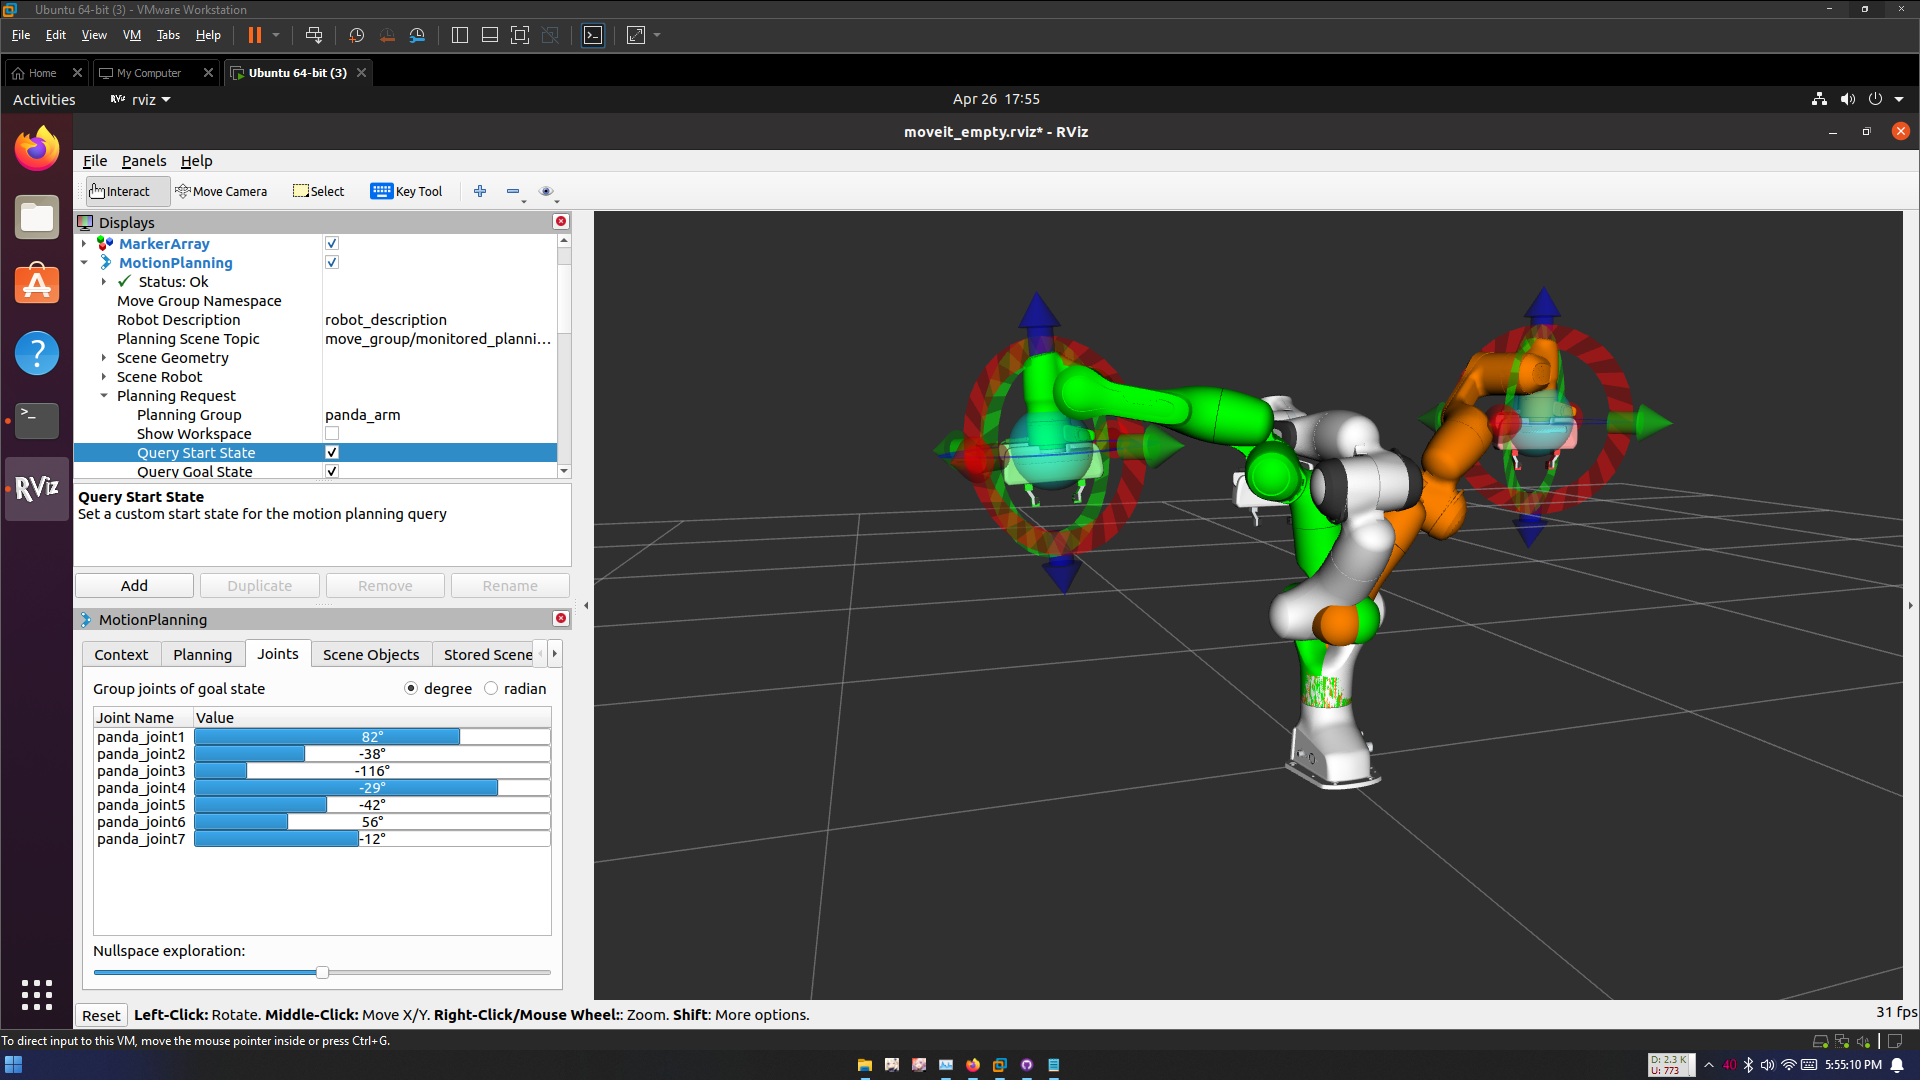 Ubuntu 64-bit (3) - VMware Workstation
File Edit View VM Tabs Help
Home My Computer Ubuntu 64-bit (3)
Activities RViz rviz Apr 26 17:55
moveit_empty.rviz* - RViz
File Panels Help
Interact Move Camera Select Key Tool
Displays
MarkerArray
MotionPlanning
Status: Ok
Move Group Namespace
Robot Description robot_description
Planning Scene Topic move_group/monitored_planni...
Scene Geometry
Scene Robot
Planning Request
Planning Group panda_arm
Show Workspace
Query Start State
Query Goal State
RViz
Query Start State
Set a custom start state for the motion planning query
Add Duplicate Remove Rename
MotionPlanning
Context Planning Joints Scene Objects Stored Scene
Group joints of goal state degree radian
Joint Name Value
panda_joint1 82°
panda_joint2 -38°
panda_joint3 -116°
panda_joint4 -29°
panda_joint5 -42°
panda_joint6 56°
panda_joint7 -12°
Nullspace exploration:
Reset Left-Click: Rotate. Middle-Click: Move X/Y. Right-Click/Mouse Wheel:: Zoom. Shift: More options. 31 fps
To direct input to this VM, move the mouse pointer inside or press Ctrl+G.
D: 2.3 K
U: 773
40
5:55:10 PM